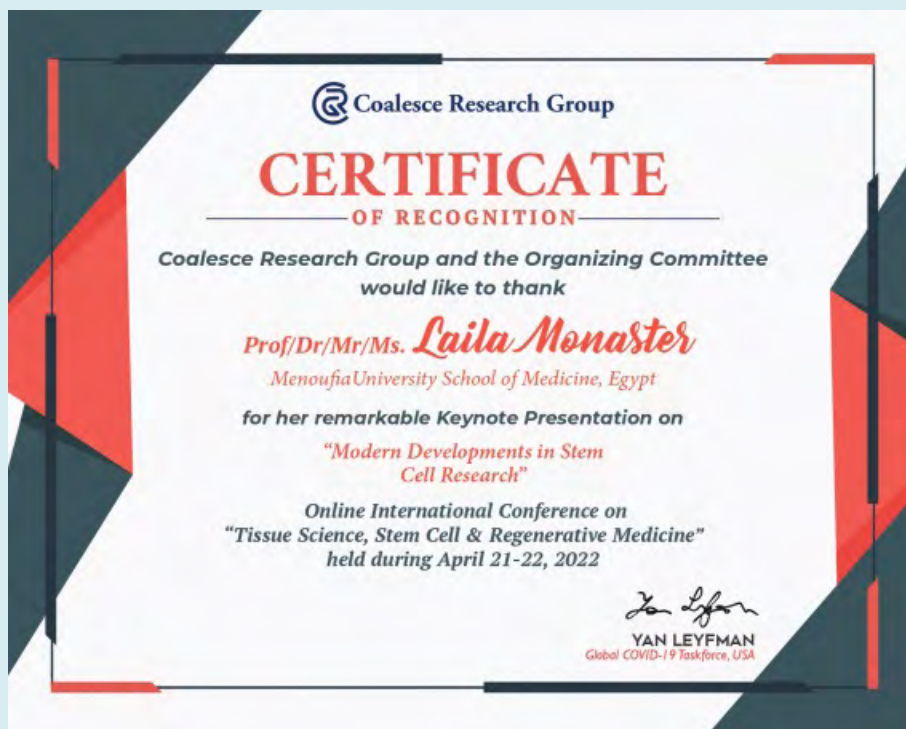 Coalesce Research Group
CERTIFICATE
OF RECOGNITION
Coalesce Research Group and the Organizing Committee
would like to thank
Prof/Dr/Mr/Ms. Laila Monaster
MenoufiaUniversity School of Medicine, Egypt
for her remarkable Keynote Presentation on
“Modern Developments in Stem
Cell Research”
Online International Conference on
“Tissue Science, Stem Cell & Regenerative Medicine”
held during April 21-22, 2022
YAN LEYFMAN
Global COVID-19 Taskforce, USA